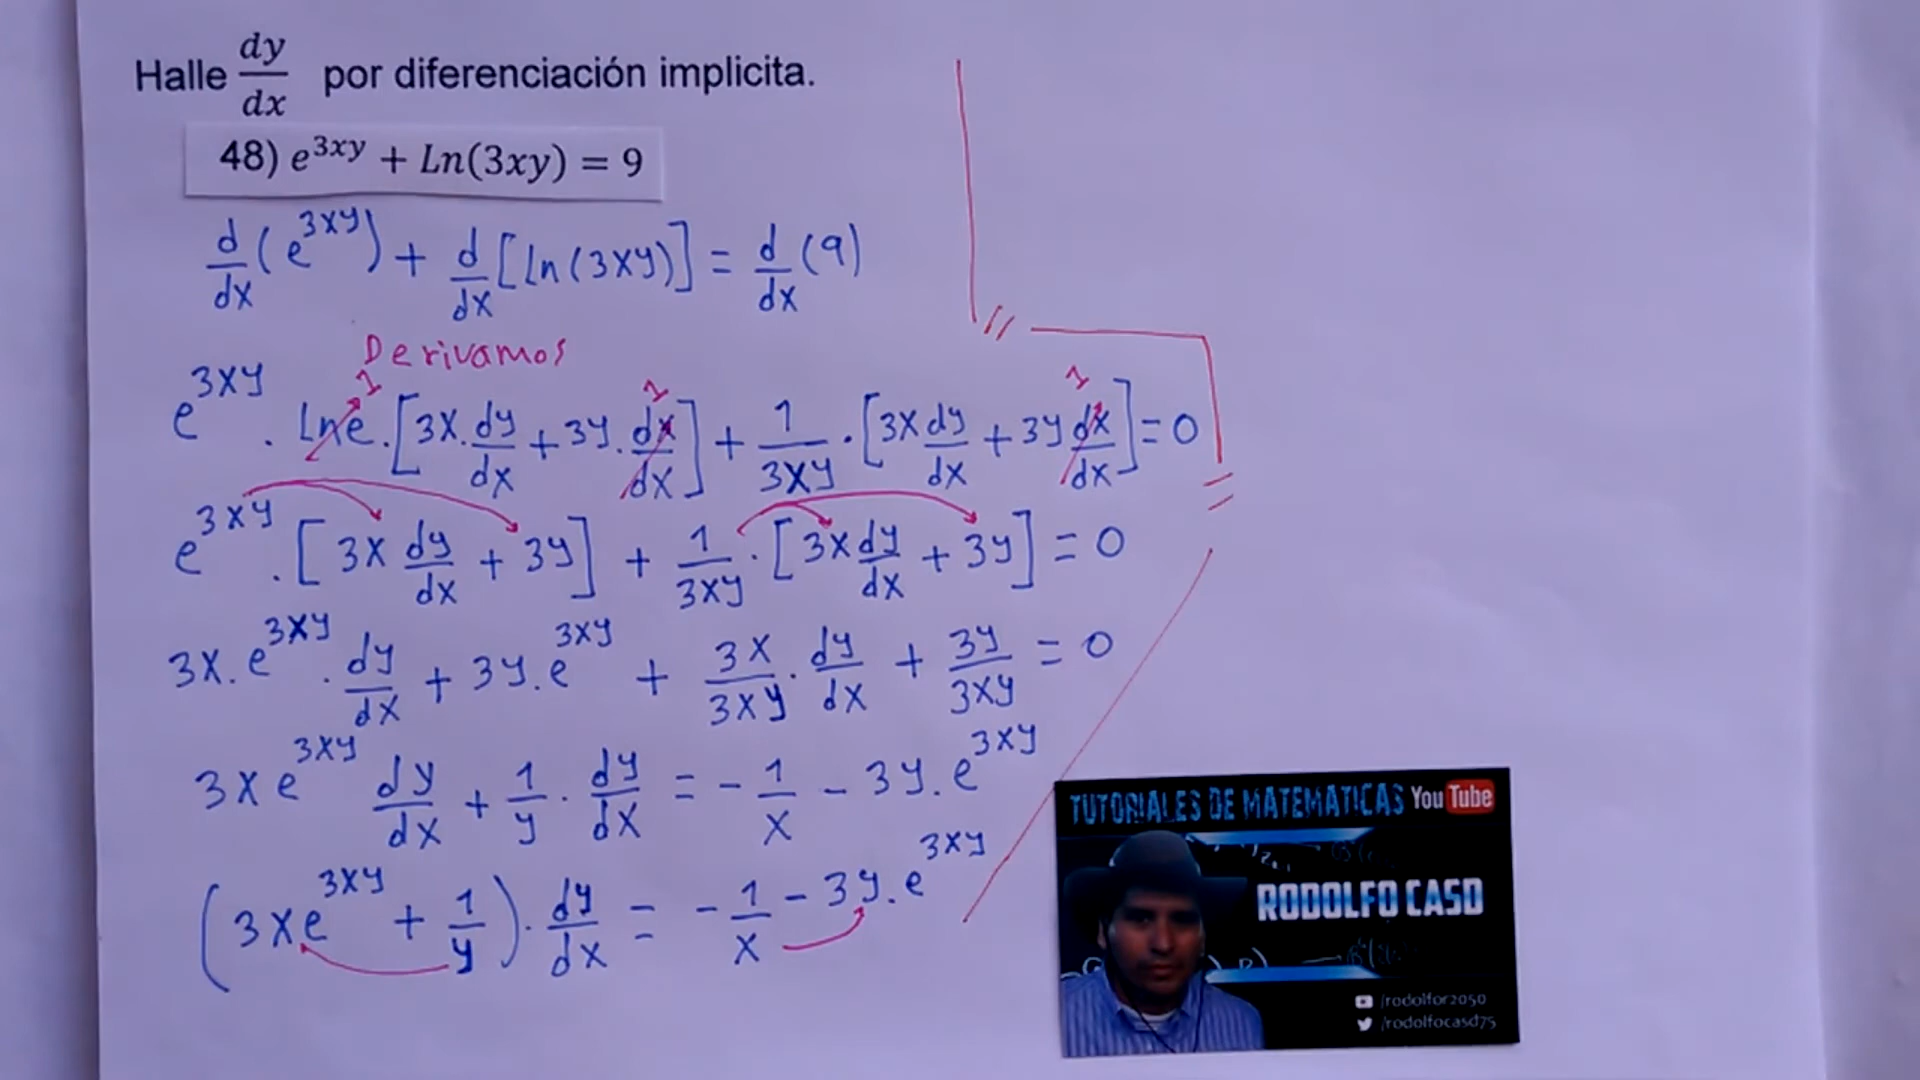 Halle dy/dx por diferenciación implicita.
48) e^{3xy} + Ln(3xy) = 9
d/dx (e^{3xy}) + d/dx [ln(3xy)] = d/dx (9)
Derivamos
1 1 1
e^{3xy} . Lne . [3x. dy/dx + 3y. dx/dx] + 1/3xy . [3x dy/dx + 3y dx/dx] = 0
e^{3xy} . [3x dy/dx + 3y] + 1/3xy . [3x dy/dx + 3y] = 0
3x. e^{3xy} . dy/dx + 3y. e^{3xy} + 3x/3xy . dy/dx + 3y/3xy = 0
3x e^{3xy} dy/dx + 1/y . dy/dx = - 1/x - 3y. e^{3xy}
(3x e^{3xy} + 1/y) . dy/dx = - 1/x - 3y. e^{3xy}
TUTORIALES DE MATEMATICAS YouTube
RODOLFO CASD
/rodolfor2050
/rodolfocasd75